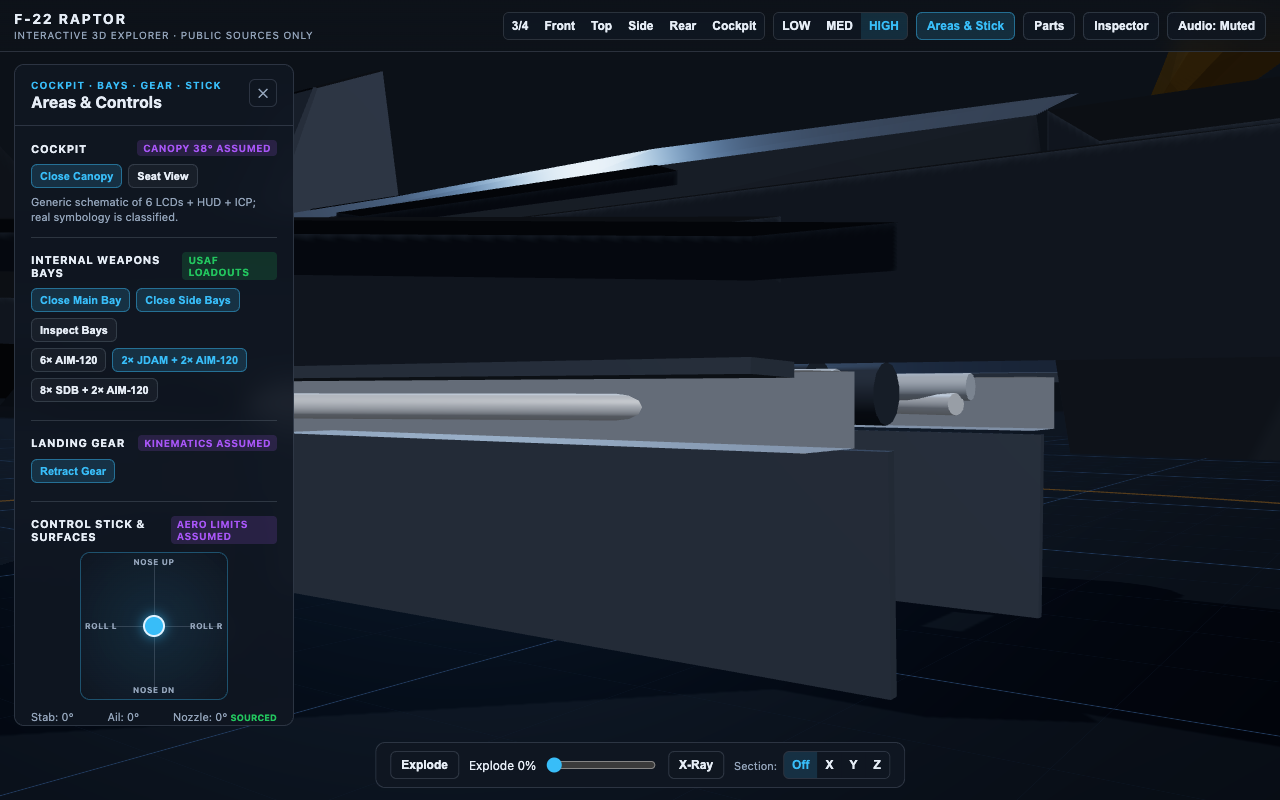 F-22 RAPTOR
INTERACTIVE 3D EXPLORER · PUBLIC SOURCES ONLY
3/4 Front Top Side Rear Cockpit
LOW MED HIGH
Areas & Stick
Parts
Inspector
Audio: Muted
COCKPIT · BAYS · GEAR · STICK
Areas & Controls
COCKPIT
CANOPY 38° ASSUMED
Close Canopy
Seat View
Generic schematic of 6 LCDs + HUD + ICP;
real symbology is classified.
INTERNAL WEAPONS
BAYS
USAF
LOADOUTS
Close Main Bay
Close Side Bays
Inspect Bays
6× AIM-120
2× JDAM + 2× AIM-120
8× SDB + 2× AIM-120
LANDING GEAR
KINEMATICS ASSUMED
Retract Gear
CONTROL STICK &
SURFACES
AERO LIMITS
ASSUMED
NOSE UP
ROLL L
ROLL R
NOSE DN
Stab: 0° Ail: 0° Nozzle: 0° SOURCED
Explode
Explode 0%
X-Ray
Section: Off X Y Z